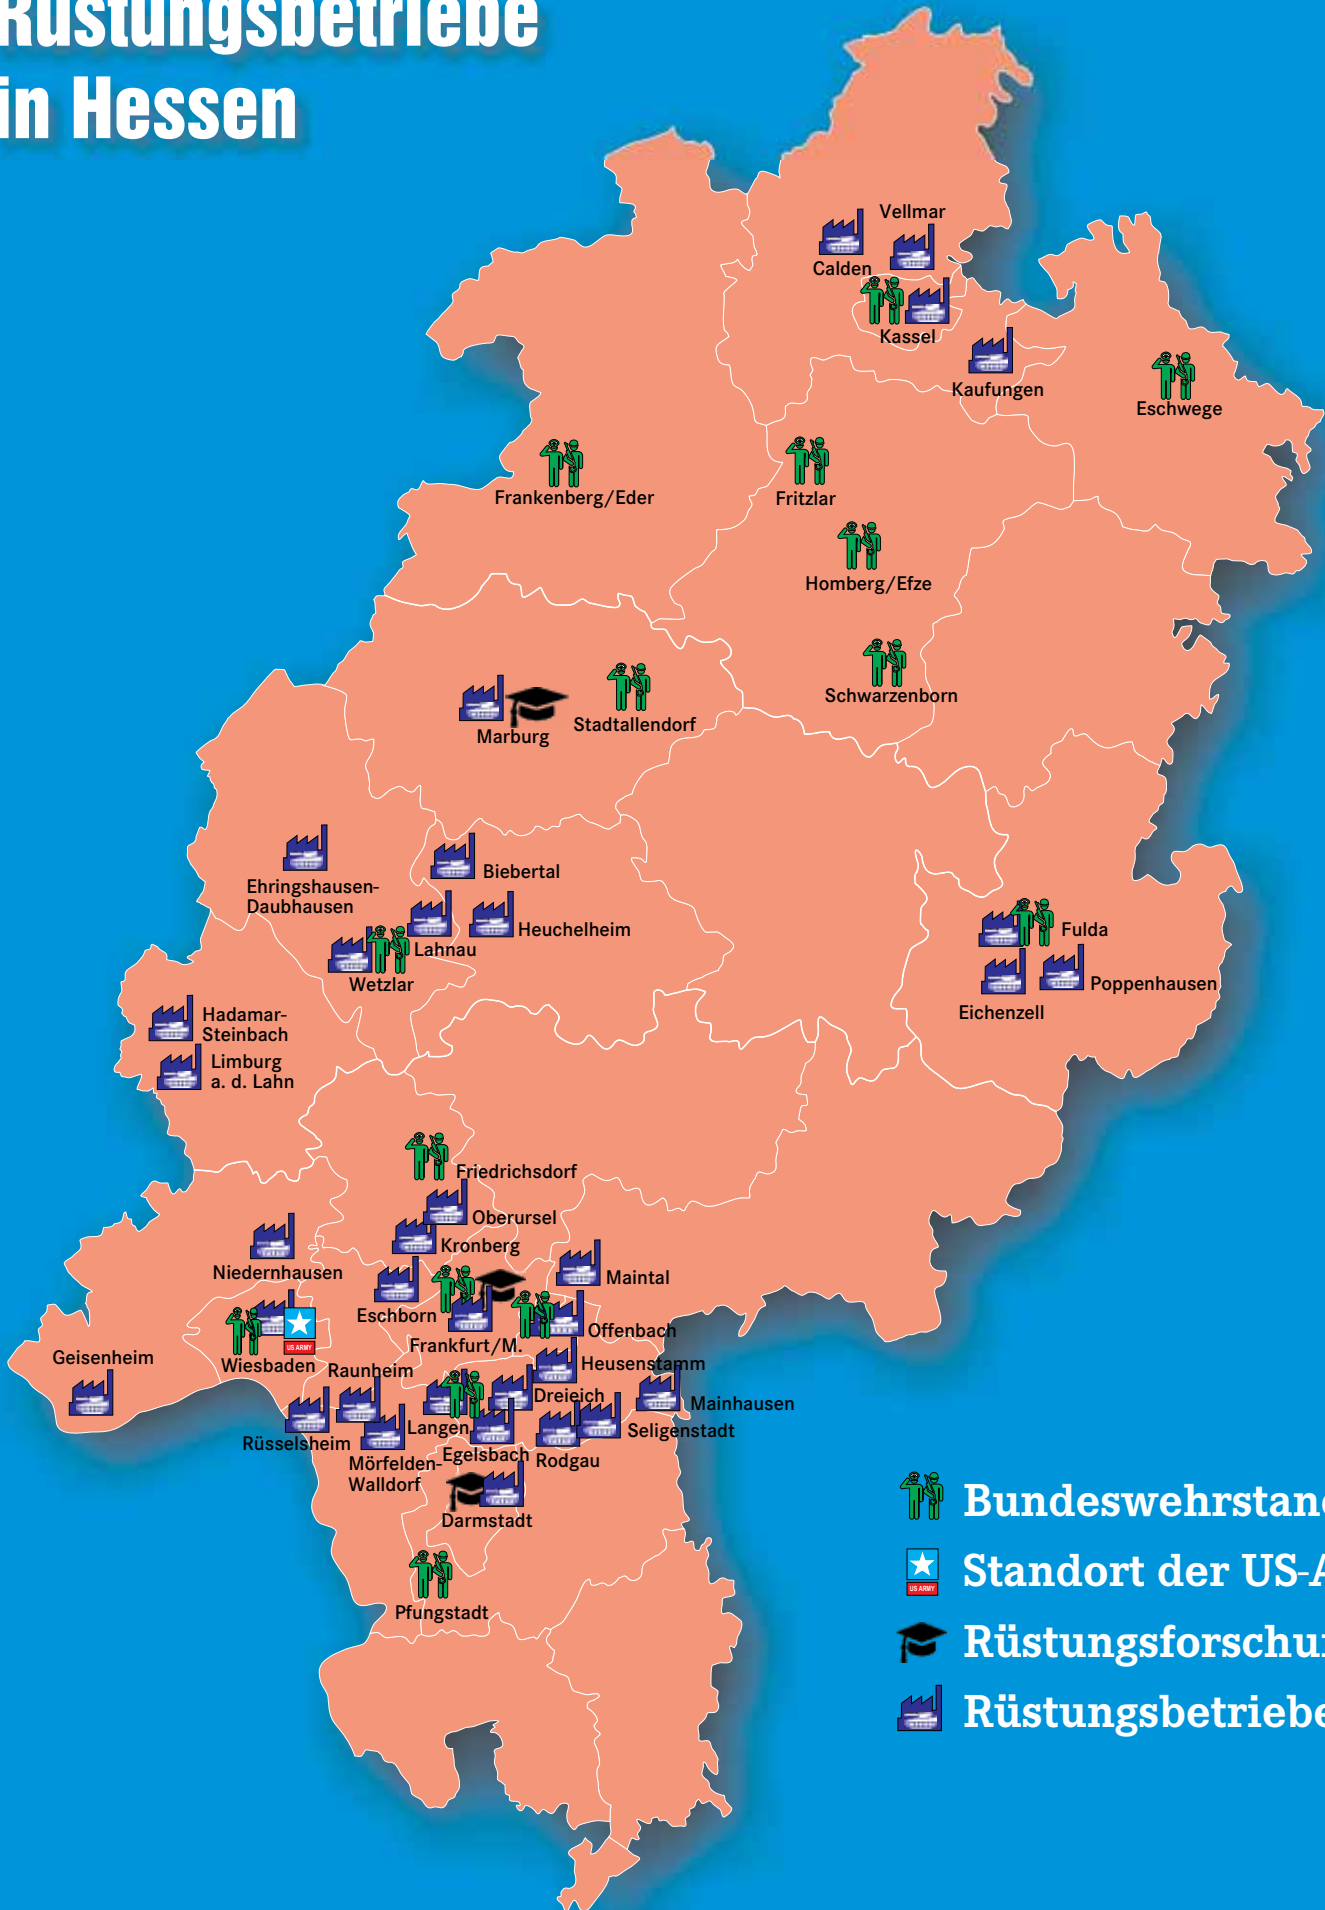 Rüstungsbetriebe
in Hessen
Vellmar
Calden
Kassel
Kaufungen
Eschwege
Frankenberg/Eder
Fritzlar
Homberg/Efze
Schwarzenborn
Stadtallendorf
Marburg
Biebertal
Ehringshausen-
Daubhausen
Heuchelheim
Lahnau
Wetzlar
Fulda
Poppenhausen
Eichenzell
Hadamar-
Steinbach
Limburg
a. d. Lahn
Friedrichsdorf
Oberursel
Kronberg
Niedernhausen
Maintal
Eschborn
Offenbach
Frankfurt/M.
US ARMY
Wiesbaden
Geisenheim
Raunheim
Heusenstamm
Dreieich
Mainhausen
Langen
Seligenstadt
Rüsselsheim
Egelsbach
Rodgau
Mörfelden-
Walldorf
Darmstadt
Pfungstadt
Bundeswehrstand
US ARMY
Standort der US-A
Rüstungsforschu
Rüstungsbetriebe